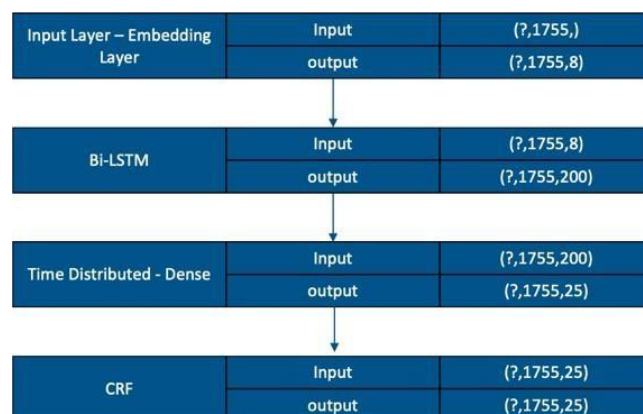 Input Layer – Embedding
Layer
Input
(?,1755,)
output
(?,1755,8)
Bi-LSTM
Input
(?,1755,8)
output
(?,1755,200)
Time Distributed - Dense
Input
(?,1755,200)
output
(?,1755,25)
CRF
Input
(?,1755,25)
output
(?,1755,25)